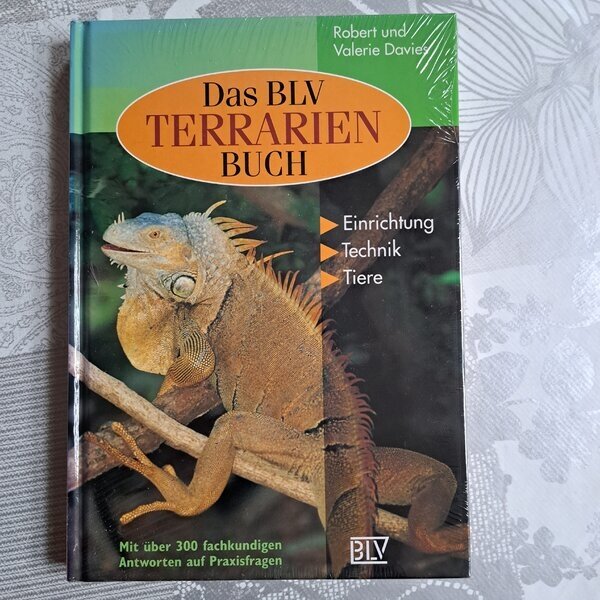 Robert und
Valerie Davies
Das BLV
TERRARIEN
BUCH
Einrichtung
Technik
Tiere
Mit über 300 fachkundigen
Antworten auf Praxisfragen
BLV